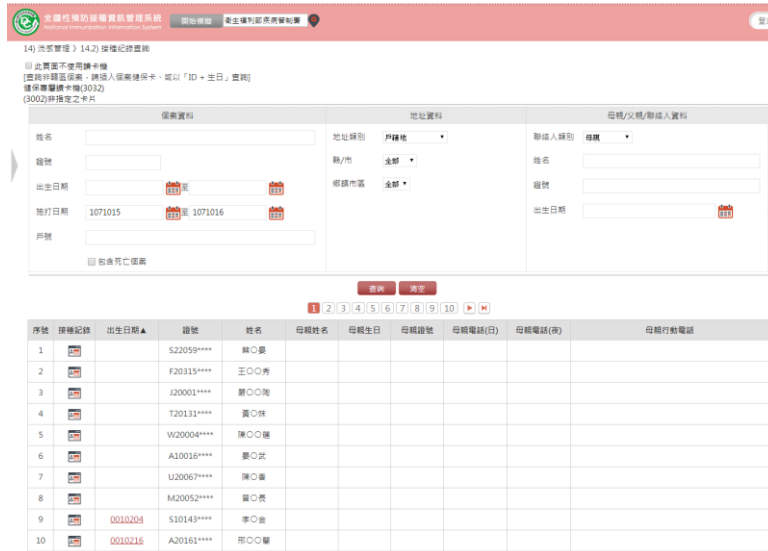 全國性預防接種資訊管理系統
National Immunization Information System
開始模擬 衛生福利部疾病管制署
14) 流感管理 》14.2) 接種紀錄查詢
此頁面不使用讀卡機
[查詢非轄區個案，請插入個案健保卡、或以「ID + 生日」查詢]
健保專屬讀卡機(3032)
(3002)非指定之卡片
個案資料 地址資料 母親/父親/聯絡人資料
姓名 地址類別 戶籍地 聯絡人類別 母親
證號 縣/市 全部 姓名
出生日期 至 鄉鎮市區 全部 證號
施打日期 1071015 至 1071016 出生日期
戶號
包含死亡個案
查詢 清空
1 2 3 4 5 6 7 8 9 10
序號 接種記錄 出生日期▲ 證號 姓名 母親姓名 母親生日 母親證號 母親電話(日) 母親電話(夜) 母親行動電話
1 S22059**** 蔡○晏
2 F20315**** 王○○秀
3 J20001**** ○○陶
4 T20131**** 黃○妹
5 W20004**** 陳○○蓮
6 A10016**** 晏○武
7 U20067**** 陳○香
8 M20052**** 曾○長
9 0010204 S10143**** 李○金
10 0010216 A20161**** 邢○○馨